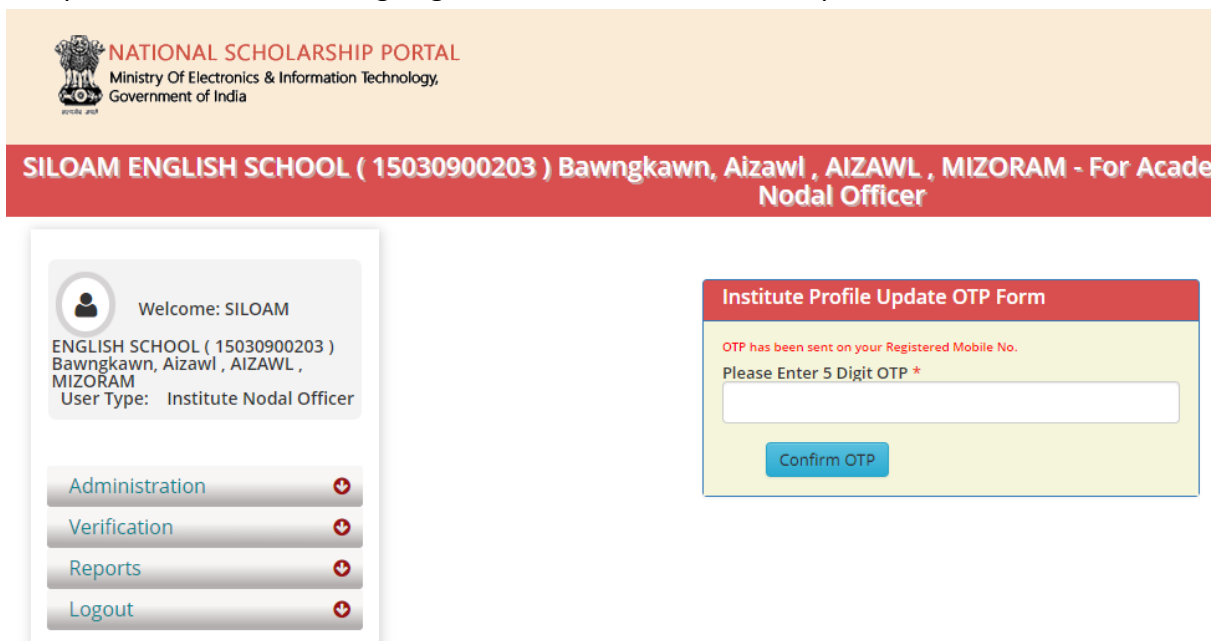 NATIONAL SCHOLARSHIP PORTAL
Ministry Of Electronics & Information Technology,
Government of India
SILOAM ENGLISH SCHOOL ( 15030900203 ) Bawngkawn, Aizawl , AIZAWL , MIZORAM - For Acade
Nodal Officer
Welcome: SILOAM
ENGLISH SCHOOL ( 15030900203 )
Bawngkawn, Aizawl , AIZAWL ,
MIZORAM
User Type: Institute Nodal Officer
Administration
Verification
Reports
Logout
Institute Profile Update OTP Form
OTP has been sent on your Registered Mobile No.
Please Enter 5 Digit OTP *
Confirm OTP